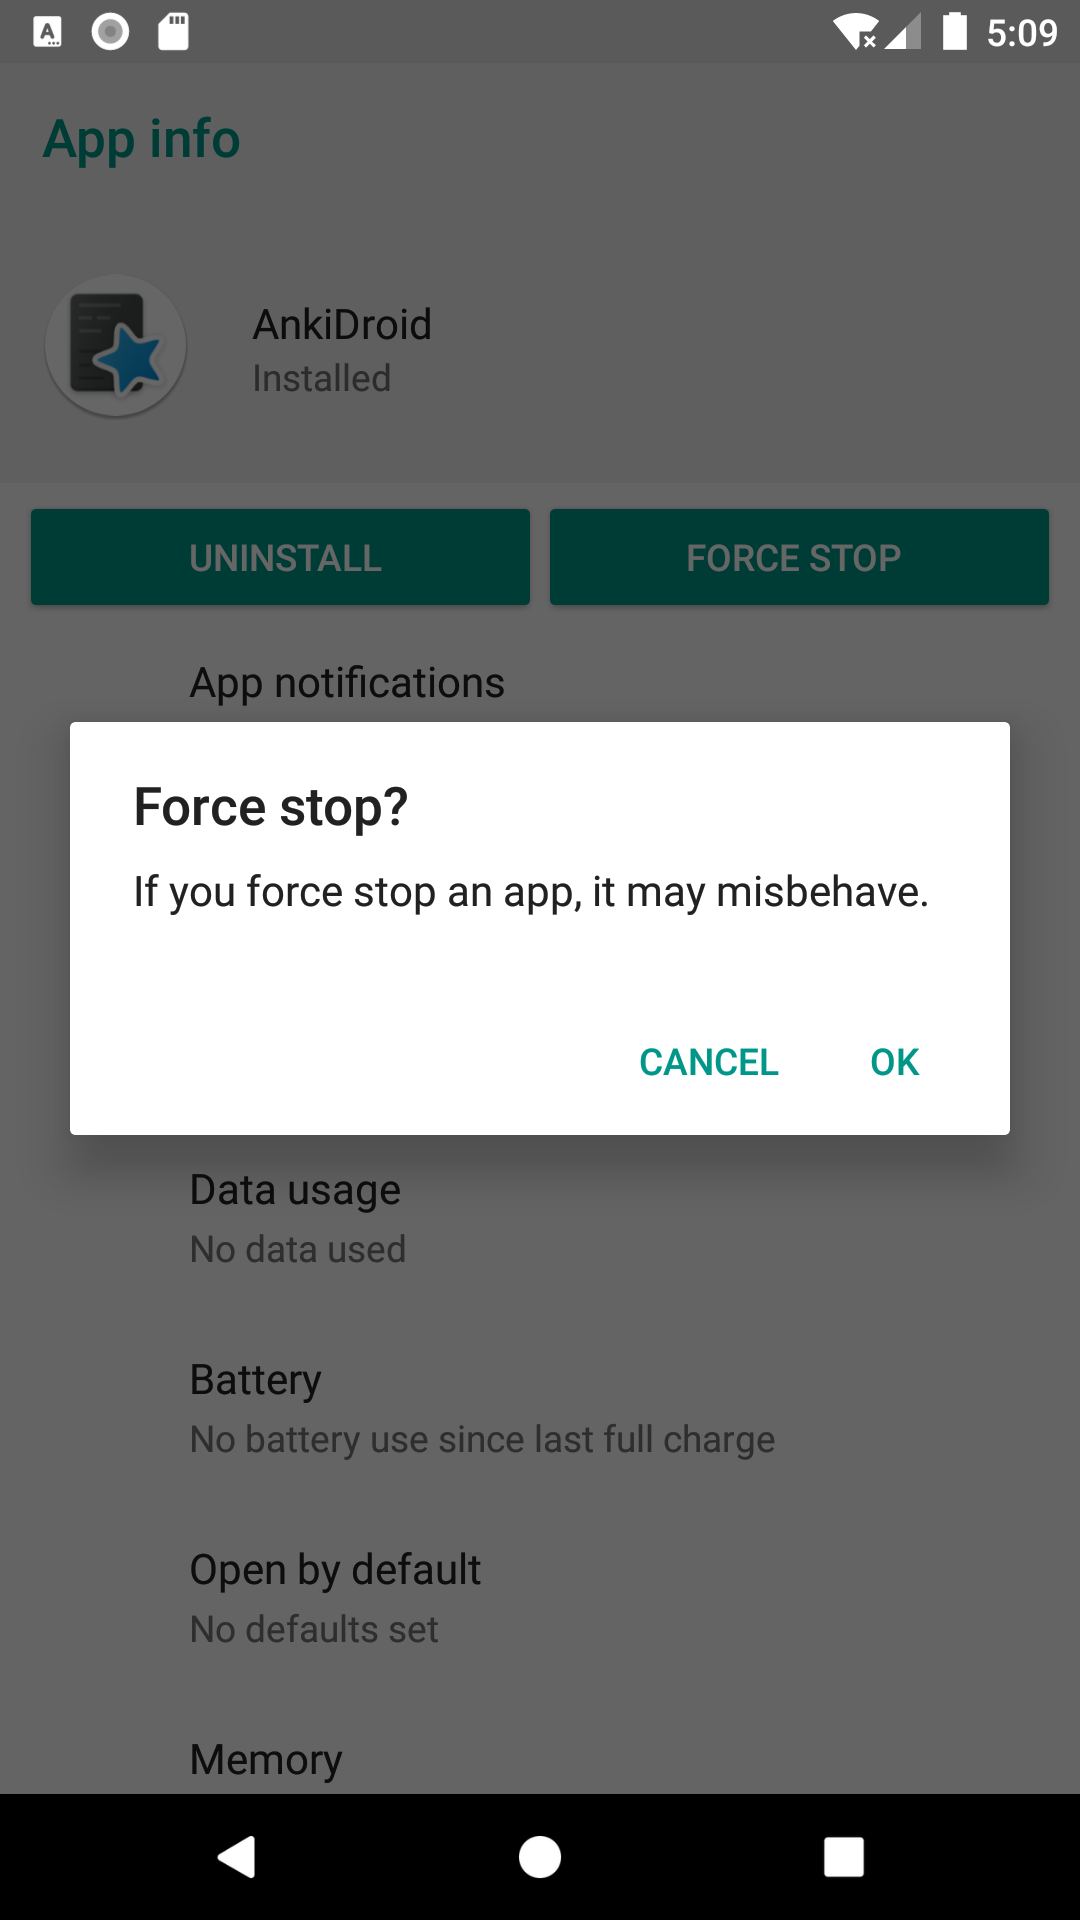 5:09
App info
AnkiDroid
Installed
UNINSTALL
FORCE STOP
App notifications
Force stop?
If you force stop an app, it may misbehave.
CANCEL
OK
Data usage
No data used
Battery
No battery use since last full charge
Open by default
No defaults set
Memory